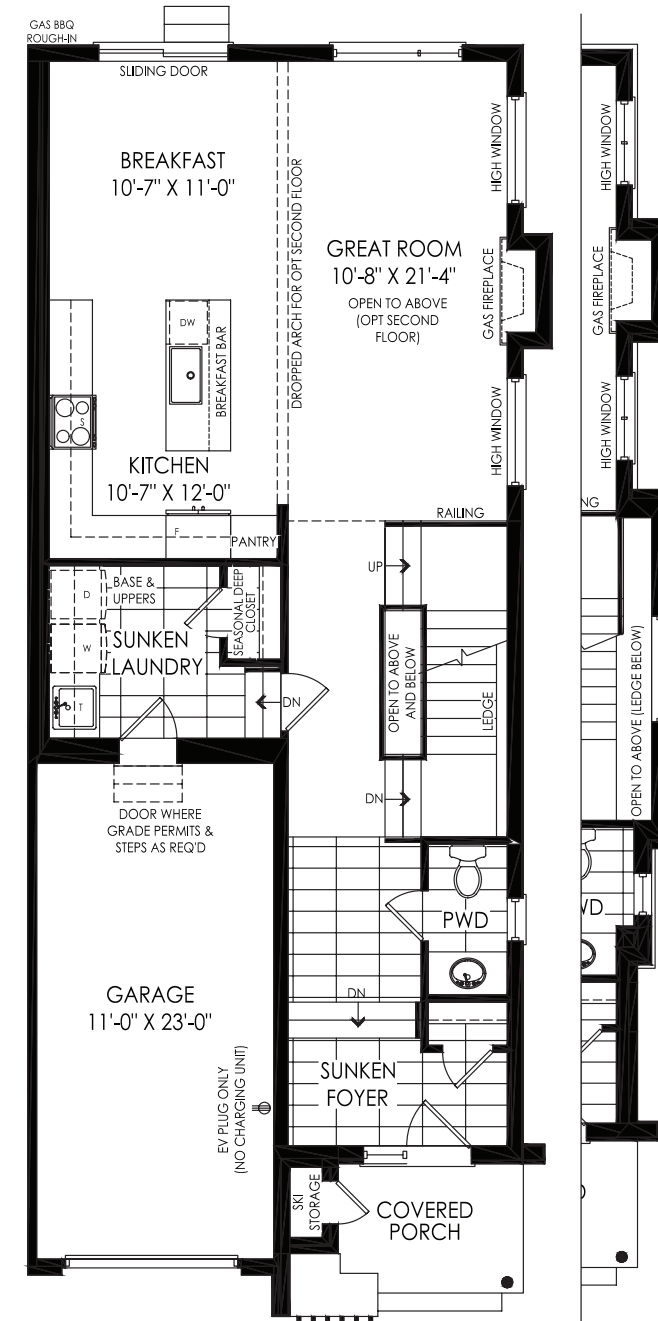 GAS BBQ
ROUGH-IN
SLIDING DOOR
BREAKFAST
10'-7" X 11'-0"
DROPPED ARCH FOR OPT SECOND FLOOR
GREAT ROOM
10'-8" X 21'-4"
OPEN TO ABOVE
(OPT SECOND
FLOOR)
HIGH WINDOW
GAS FIREPLACE
HIGH WINDOW
DW
BREAKFAST BAR
S
KITCHEN
10'-7" X 12'-0"
F
PANTRY
RAILING
UP
D
BASE &
UPPERS
SEASONAL DEEP
CLOSET
W
SUNKEN
LAUNDRY
T
DN
OPEN TO ABOVE
AND BELOW
LEDGE
DN
DOOR WHERE
GRADE PERMITS &
STEPS AS REQ'D
PWD
GARAGE
11'-0" X 23'-0"
DN
SUNKEN
FOYER
EV PLUG ONLY
(NO CHARGING UNIT)
SKI
STORAGE
COVERED
PORCH
HIGH WINDOW
GAS FIREPLACE
HIGH WINDOW
NG
OPEN TO ABOVE (LEDGE BELOW)
WD